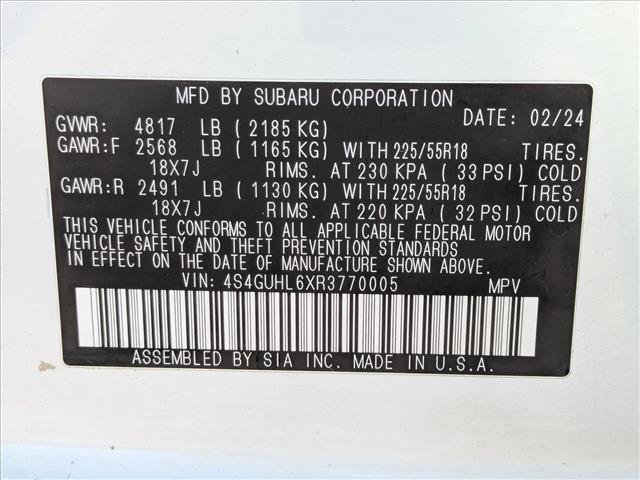 MFD BY SUBARU CORPORATION
DATE: 02/24
GVWR: 4817 LB ( 2185 KG)
GAWR:F 2568 LB ( 1165 KG) WITH 225/55R18 TIRES.
18X7J RIMS. AT 230 KPA ( 33 PSI) COLD
GAWR:R 2491 LB ( 1130 KG) WITH 225/55R18 TIRES.
18X7J RIMS. AT 220 KPA ( 32 PSI) COLD
THIS VEHICLE CONFORMS TO ALL APPLICABLE FEDERAL MOTOR
VEHICLE SAFETY AND THEFT PREVENTION STANDARDS
IN EFFECT ON THE DATE OF MANUFACTURE SHOWN ABOVE.
VIN: 4S4GUHL6XR3770005 MPV
ASSEMBLED BY SIA INC. MADE IN U.S.A.